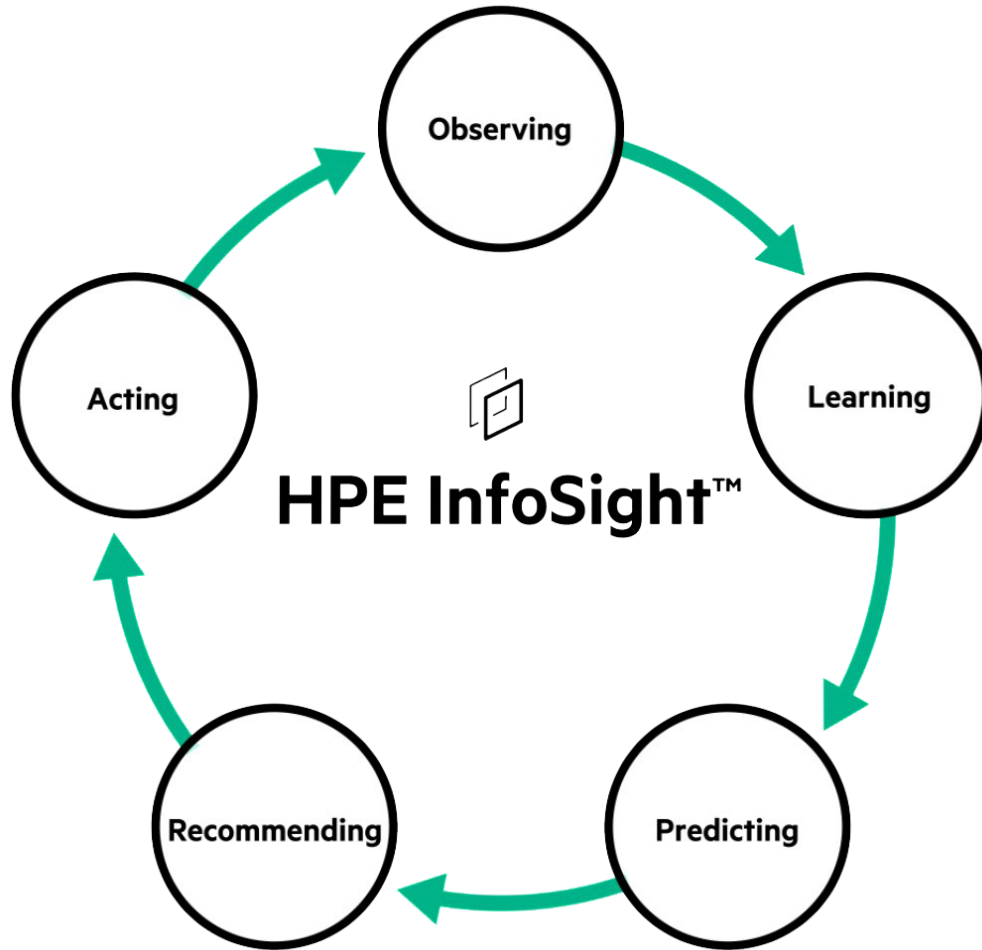 Observing
Learning
Predicting
Recommending
Acting
HPE InfoSight™